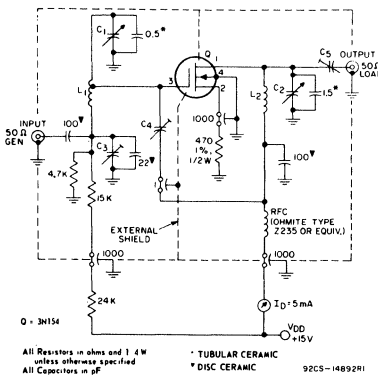 Q
C₁
0.5*
1
C₅
OUTPUT
50Ω
LOAD
3
4
2
L₁
L₂
C₂
1.5*
INPUT
50Ω
GEN
100▼
C₄
1000
C₃
22▼
470
1%,
1/2W
100▼
4.7K
15K
1
EXTERNAL
SHIELD
RFC
(OHMITE TYPE
Z235 OR EQUIV.)
1000
1000
24K
I_D=5mA
Q = 3N154
V_DD
+15V
All Resistors in ohms and 1 4 W
unless otherwise specified
All Capacitors in pF
* TUBULAR CERAMIC
▼ DISC CERAMIC
92CS-14892R1